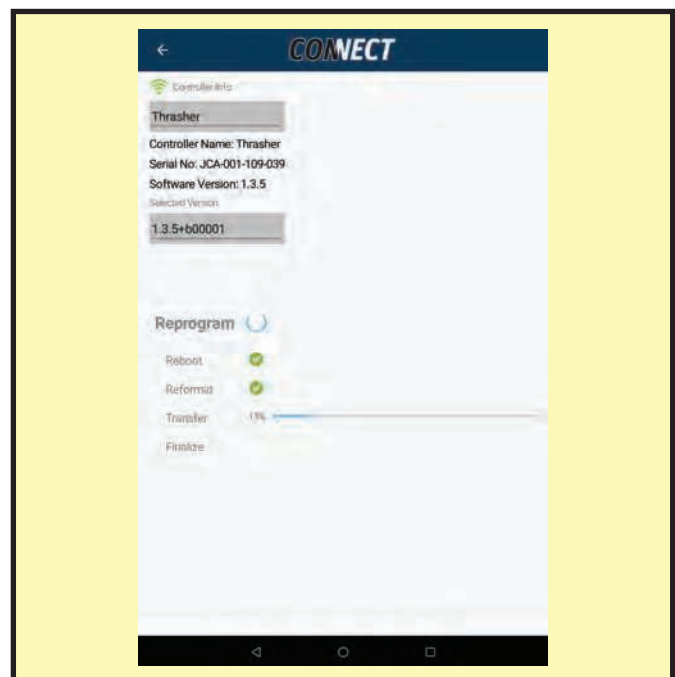 CONNECT
Controller Info
Thrasher
Controller Name: Thrasher
Serial No: JCA-001-109-039
Software Version: 1.3.5
Selected Version
1.3.5+b00001
Reprogram
Reboot
Reformat
Transfer
Finalize